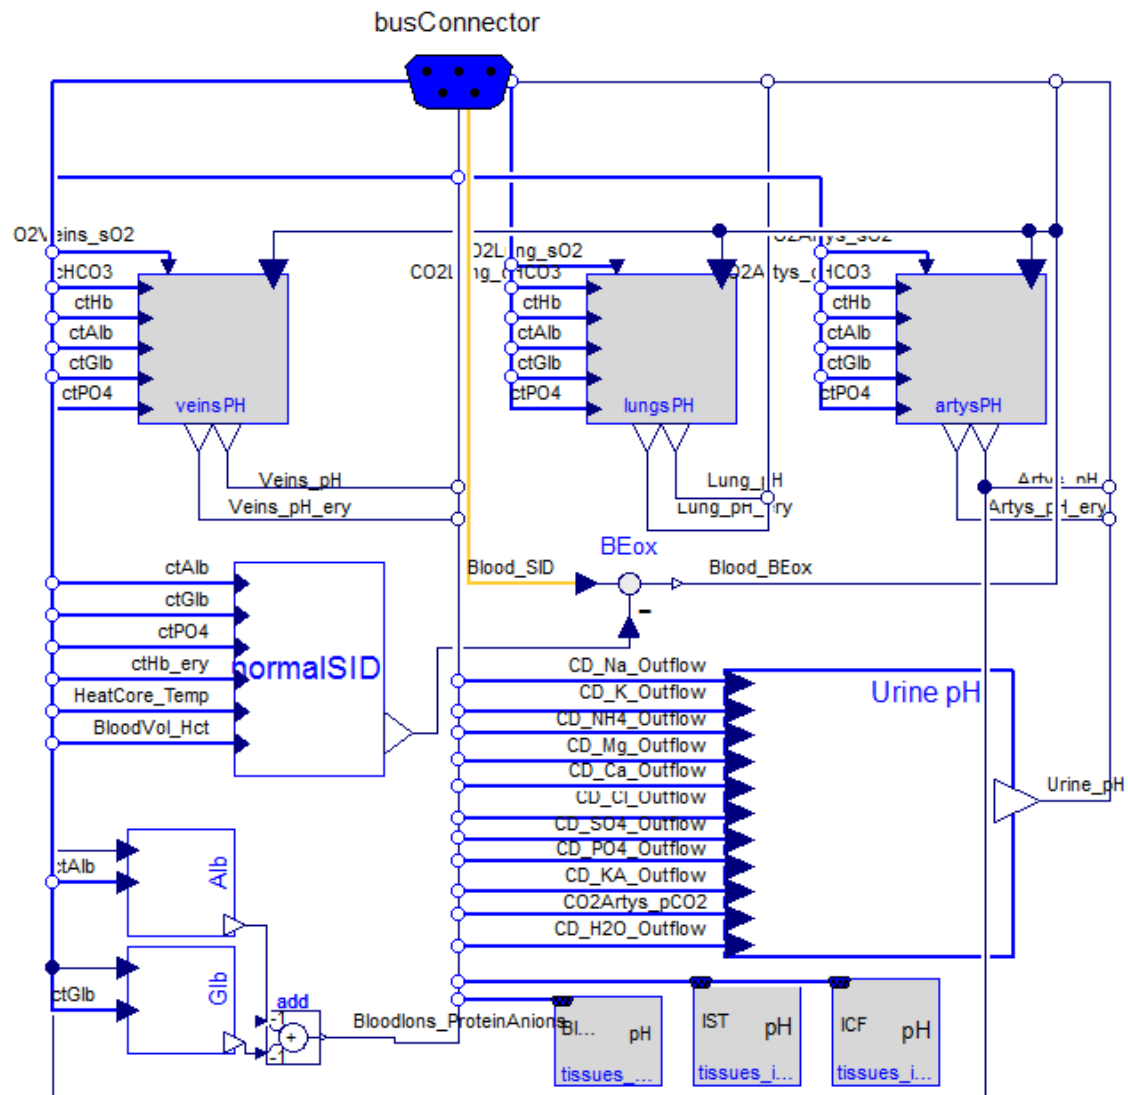 busConnector
O2Veins_sO2
cHCO3
ctHb
ctAlb
ctGlb
ctPO4
veinsPH
Veins_pH
Veins_pH_ery
O2Lung_sO2
CO2Lung_cHCO3
ctHb
ctAlb
ctGlb
ctPO4
lungsPH
Lung_pH
Lung_pH_ery
O2Artys_sO2
CO2Artys_cHCO3
ctHb
ctAlb
ctGlb
ctPO4
artysPH
Artys_pH
Artys_pH_ery
BEox
Blood_SID
Blood_BEox
-
ctAlb
ctGlb
ctPO4
ctHb_ery
HeatCore_Temp
BloodVol_Hct
normalSID
CD_Na_Outflow
CD_K_Outflow
CD_NH4_Outflow
CD_Mg_Outflow
CD_Ca_Outflow
CD_Cl_Outflow
CD_SO4_Outflow
CD_PO4_Outflow
CD_KA_Outflow
CO2Artys_pCO2
CD_H2O_Outflow
Urine pH
Urine_pH
ctAlb
Alb
ctGlb
Glb
add
-1
+
-1
BloodIons_ProteinAnions
BI... pH
tissues_...
IST pH
tissues_i...
ICF pH
tissues_i...